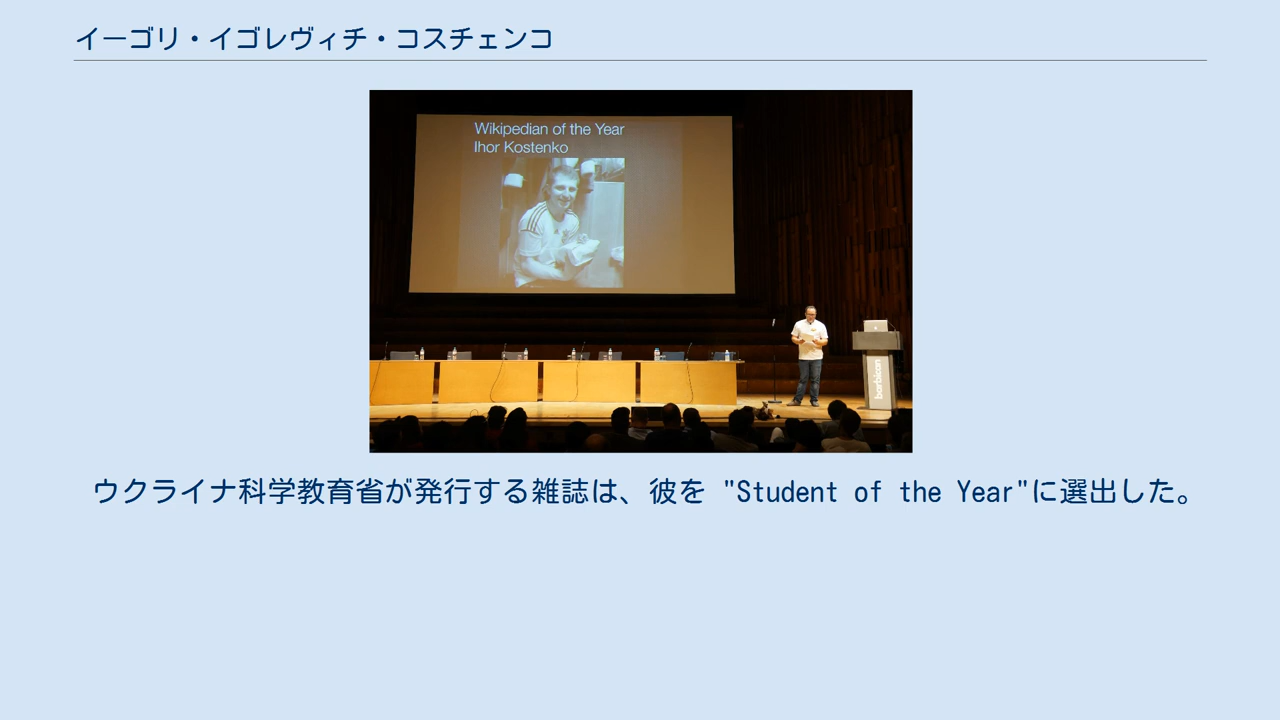 イーゴリ・イゴレヴィチ・コスチェンコ
Wikipedian of the Year
Ihor Kostenko
barbican
ウクライナ科学教育省が発行する雑誌は、彼を "Student of the Year"に選出した。